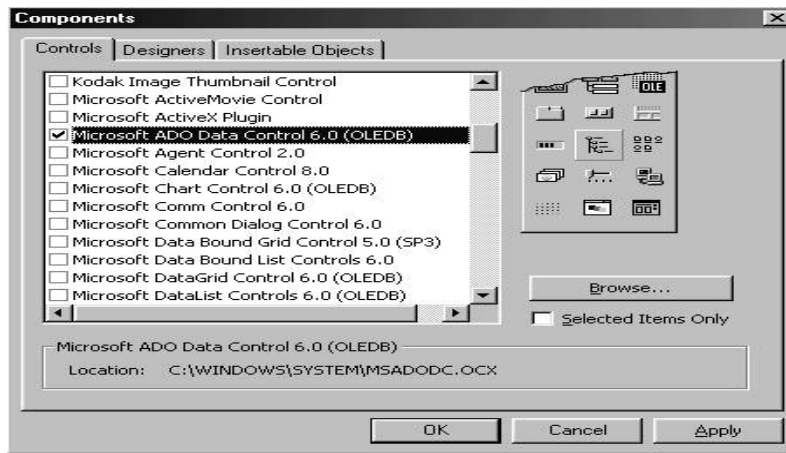 Components
Controls
Designers
Insertable Objects
Kodak Image Thumbnail Control
Microsoft ActiveMovie Control
Microsoft ActiveX Plugin
Microsoft ADO Data Control 6.0 (OLEDB)
Microsoft Agent Control 2.0
Microsoft Calendar Control 8.0
Microsoft Chart Control 6.0 (OLEDB)
Microsoft Comm Control 6.0
Microsoft Common Dialog Control 6.0
Microsoft Data Bound Grid Control 5.0 (SP3)
Microsoft Data Bound List Controls 6.0
Microsoft DataGrid Control 6.0 (OLEDB)
Microsoft DataList Controls 6.0 (OLEDB)
OLE
Browse...
Selected Items Only
Microsoft ADO Data Control 6.0 (OLEDB)
Location: C:\WINDOWS\SYSTEM\MSADODC.OCX
OK
Cancel
Apply